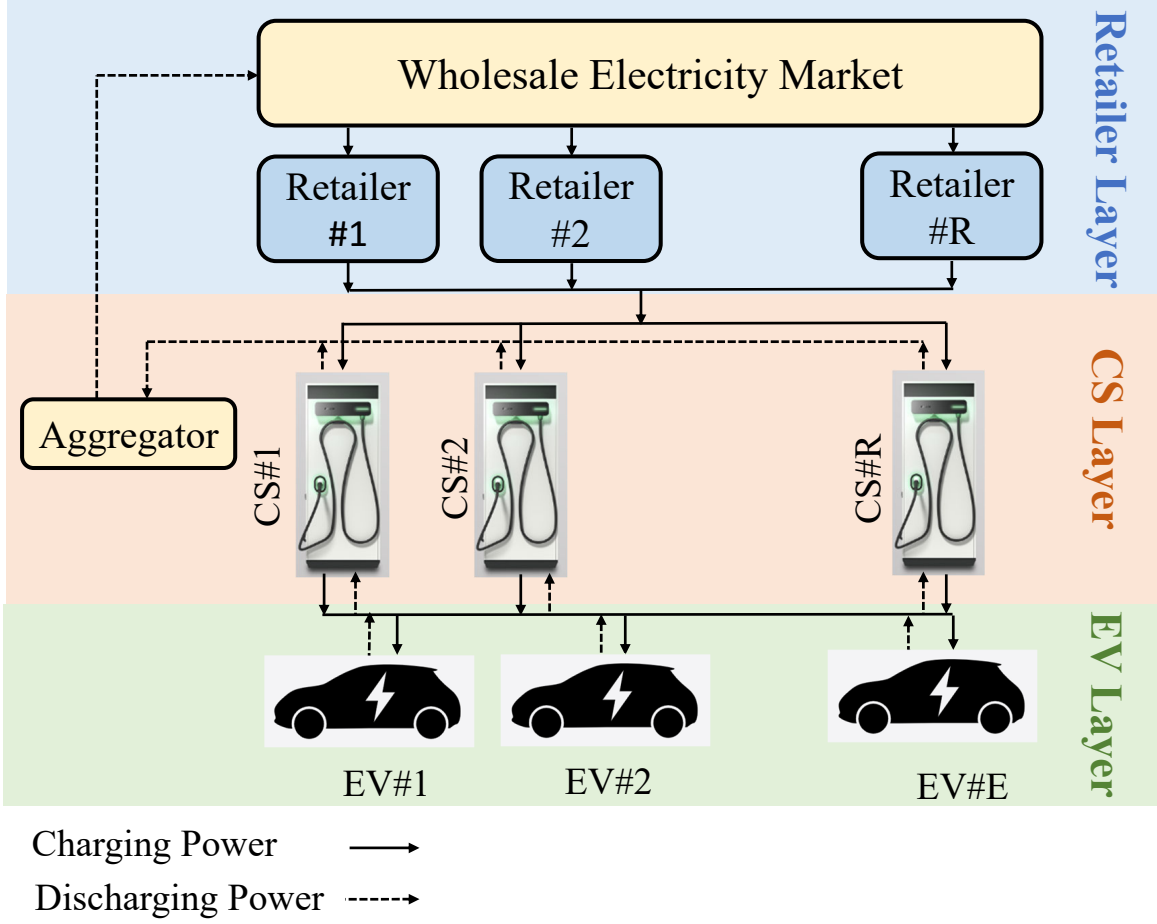 Wholesale Electricity Market
Retailer
#1
Retailer
#2
Retailer
#R
Retailer Layer
Aggregator
CS#1
CS#2
CS#R
CS Layer
EV#1
EV#2
EV#E
EV Layer
Charging Power
Discharging Power